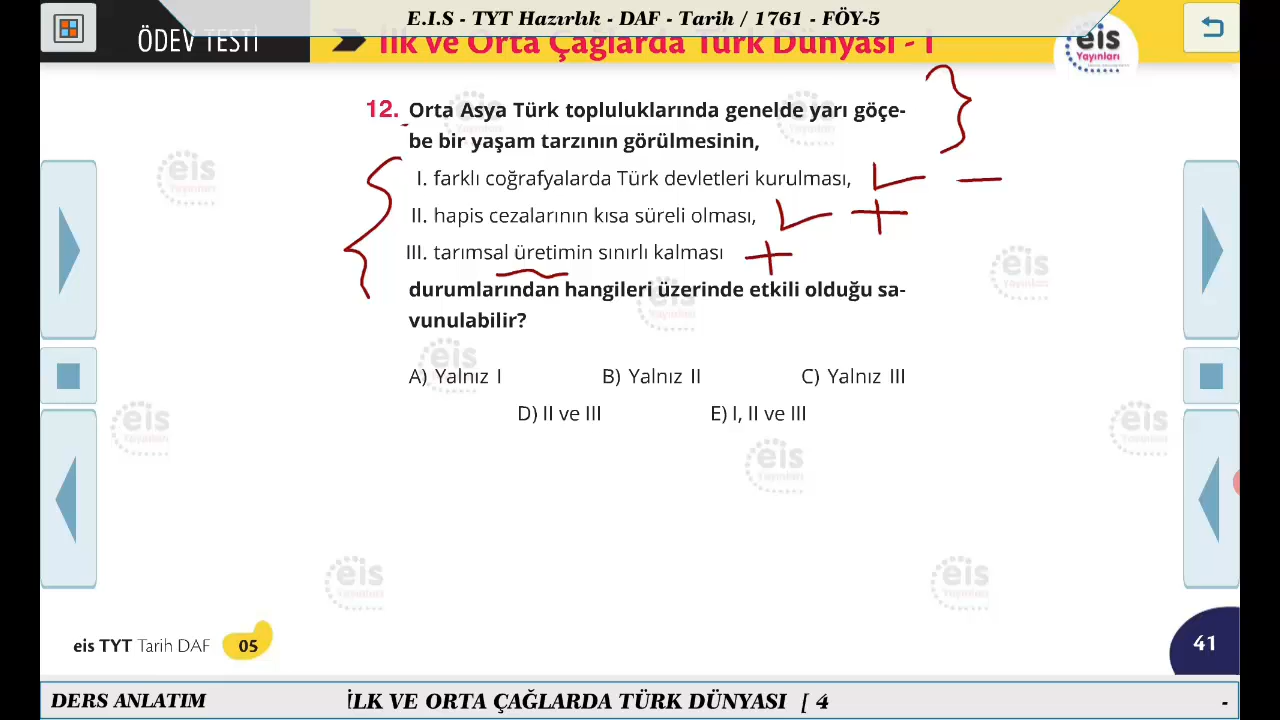 E.I.S - TYT Hazırlık - DAF - Tarih / 1761 - FÖY-5
ÖDEV TESTİ
İlk ve Orta Çağlarda Türk Dünyası - I
eis
Yayınları
12. Orta Asya Türk topluluklarında genelde yarı göçe-
be bir yaşam tarzının görülmesinin,
I. farklı coğrafyalarda Türk devletleri kurulması,
II. hapis cezalarının kısa süreli olması,
III. tarımsal üretimin sınırlı kalması
durumlarından hangileri üzerinde etkili olduğu sa-
vunulabilir?
A) Yalnız I
B) Yalnız II
C) Yalnız III
D) II ve III
E) I, II ve III
eis TYT Tarih DAF 05
41
DERS ANLATIM
İLK VE ORTA ÇAĞLARDA TÜRK DÜNYASI [ 4
-